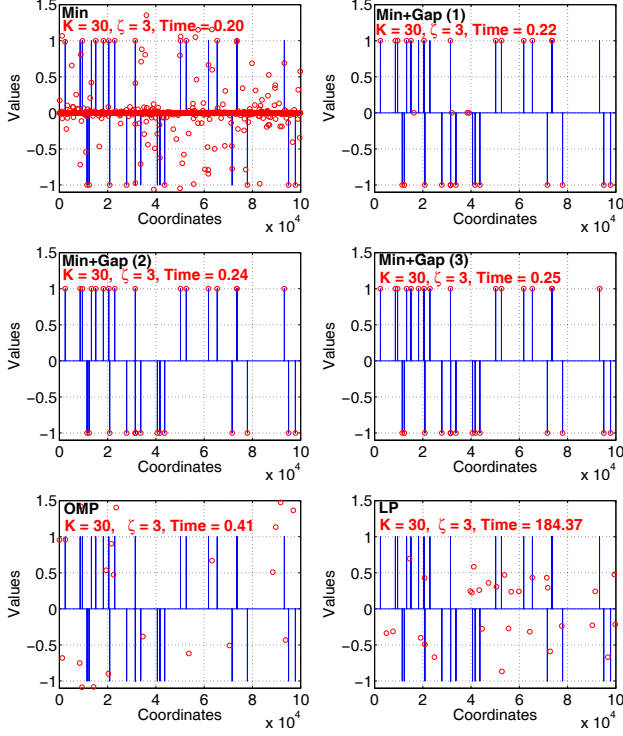 Min
K = 30, ζ = 3, Time = 0.20
1.5
1
0.5
0
−0.5
−1
Values
0 2 4 6 8 10
Coordinates
x 10^4
Min+Gap (1)
K = 30, ζ = 3, Time = 0.22
1.5
1
0.5
0
−0.5
−1
Values
0 2 4 6 8 10
Coordinates
x 10^4
Min+Gap (2)
K = 30, ζ = 3, Time = 0.24
1.5
1
0.5
0
−0.5
−1
Values
0 2 4 6 8 10
Coordinates
x 10^4
Min+Gap (3)
K = 30, ζ = 3, Time = 0.25
1.5
1
0.5
0
−0.5
−1
Values
0 2 4 6 8 10
Coordinates
x 10^4
OMP
K = 30, ζ = 3, Time = 0.41
1.5
1
0.5
0
−0.5
−1
Values
0 2 4 6 8 10
Coordinates
x 10^4
LP
K = 30, ζ = 3, Time = 184.37
1.5
1
0.5
0
−0.5
−1
Values
0 2 4 6 8 10
Coordinates
x 10^4